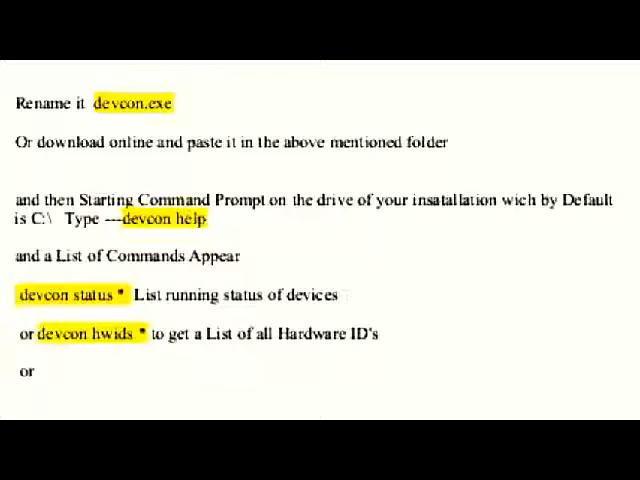 Rename it devcon.exe
Or download online and paste it in the above mentioned folder
and then Starting Command Prompt on the drive of your insatallation wich by Default
is C:\ Type ---devcon help
and a List of Commands Appear
devcon status * List running status of devices
or devcon hwids * to get a List of all Hardware ID's
or